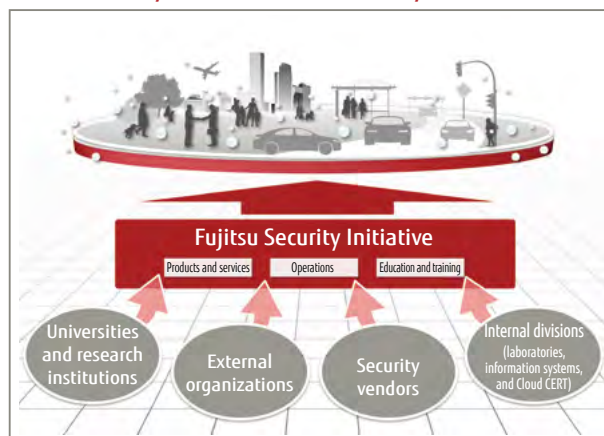 Fujitsu Security Initiative
Products and services
Operations
Education and training
Universities
and research
institutions
External
organizations
Security
vendors
Internal divisions
(laboratories,
information systems,
and Cloud CERT)